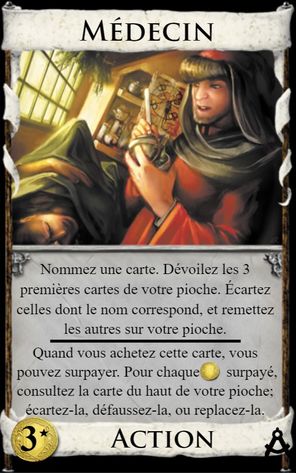 MÉDECIN
Nommez une carte. Dévoilez les 3
premières cartes de votre pioche. Écartez
celles dont le nom correspond, et remettez
les autres sur votre pioche.
Quand vous achetez cette carte, vous
pouvez surpayer. Pour chaque surpayé,
consultez la carte du haut de votre pioche;
écartez-la, défaussez-la, ou replacez-la.
3* ACTION